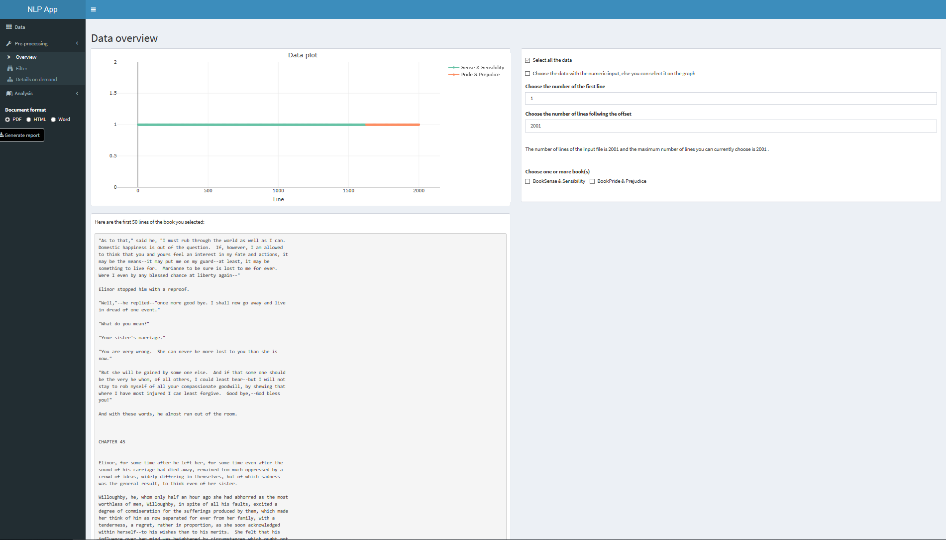 NLP App
Data
Pre-processing
Overview
Filter
Details on demand
Analysis
Document format
PDF HTML Word
Generate report
Data overview
Data plot
2
1.5
1
0.5
0
0 500 1000 1500 2000
Line
Sense & Sensibility
Pride & Prejudice
Select all the data
Choose the data with the numeric input, else you can select it on the graph
Choose the number of the first line
1
Choose the number of lines following the offset
2001
The number of lines of the input file is 2001 and the maximum number of lines you can currently choose is 2001 .
Choose one or more book(s)
BookSense & Sensibility BookPride & Prejudice
Here are the first 50 lines of the book you selected:
"As to that," said he, "I must rub through the world as well as I can.
Domestic happiness is out of the question. If, however, I am allowed
to think that you and yours feel an interest in my fate and actions, it
may be the means--it may put me on my guard--at least, it may be
something to live for. Marianne to be sure is lost to me for ever.
Were I even by any blessed chance at liberty again--"
Elinor stopped him with a reproof.
"Well,"--he replied--"once more good bye. I shall now go away and live
in dread of one event."
"What do you mean?"
"Your sister's marriage."
"You are very wrong. She can never be more lost to you than she is
now."
"But she will be gained by some one else. And if that some one should
be the very he whom, of all others, I could least bear--but I will not
stay to rob myself of all your compassionate goodwill, by shewing that
where I have most injured I can least forgive. Good bye,--God bless
you!"
And with these words, he almost ran out of the room.
CHAPTER 45
Elinor, for some time after he left her, for some time even after the
sound of his carriage had died away, remained too much oppressed by a
crowd of ideas, widely differing in themselves, but of which sadness
was the general result, to think even of her sister.
Willoughby, he, whom only half an hour ago she had abhorred as the most
worthless of men, Willoughby, in spite of all his faults, excited a
degree of commiseration for the sufferings produced by them, which made
her think of him as now separated for ever from her family, with a
tenderness, a regret, rather in proportion, as she soon acknowledged
within herself--to his wishes than to his merits. She felt that his